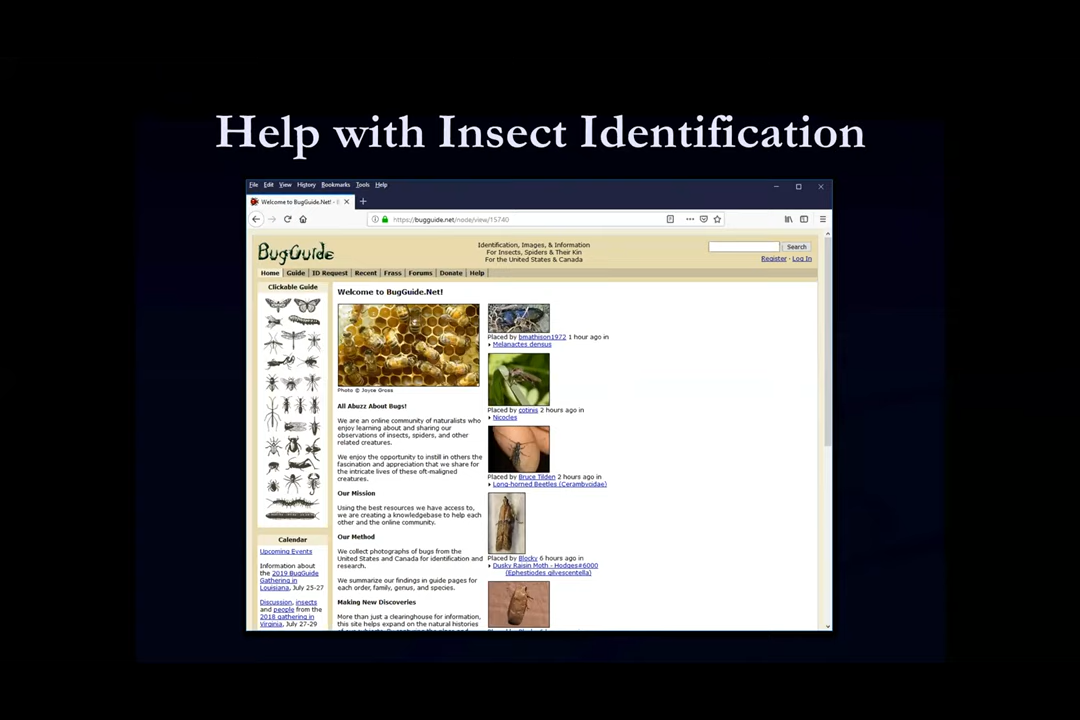 Help with Insect Identification
File Edit View History Bookmarks Tools Help
Welcome to BugGuide.Net! -
https://bugguide.net/node/view/15740
BugGuide
Identification, Images, & Information
For Insects, Spiders & Their Kin
For the United States & Canada
Search
Register · Log In
Home Guide ID Request Recent Frass Forums Donate Help
Clickable Guide
Calendar
Upcoming Events
Information about
the 2019 BugGuide
Gathering in
Louisiana, July 25-27
Discussion, insects
and people from the
2018 gathering in
Virginia, July 27-29
Welcome to BugGuide.Net!
Photo © Joyce Gross
All Abuzz About Bugs!
We are an online community of naturalists who
enjoy learning about and sharing our
observations of insects, spiders, and other
related creatures.
We enjoy the opportunity to instill in others the
fascination and appreciation that we share for
the intricate lives of these oft-maligned
creatures.
Our Mission
Using the best resources we have access to,
we are creating a knowledgebase to help each
other and the online community.
Our Method
We collect photographs of bugs from the
United States and Canada for identification and
research.
We summarize our findings in guide pages for
each order, family, genus, and species.
Making New Discoveries
More than just a clearinghouse for information,
this site helps expand on the natural histories
Placed by bmathison1972 1 hour ago in
Melanactes densus
Placed by cotinis 2 hours ago in
Nicocles
Placed by Bruce Tilden 2 hours ago in
Long-horned Beetles (Cerambycidae)
Placed by Blocky 6 hours ago in
Dusky Raisin Moth - Hodges#6000
(Ephestiodes gilvescentella)